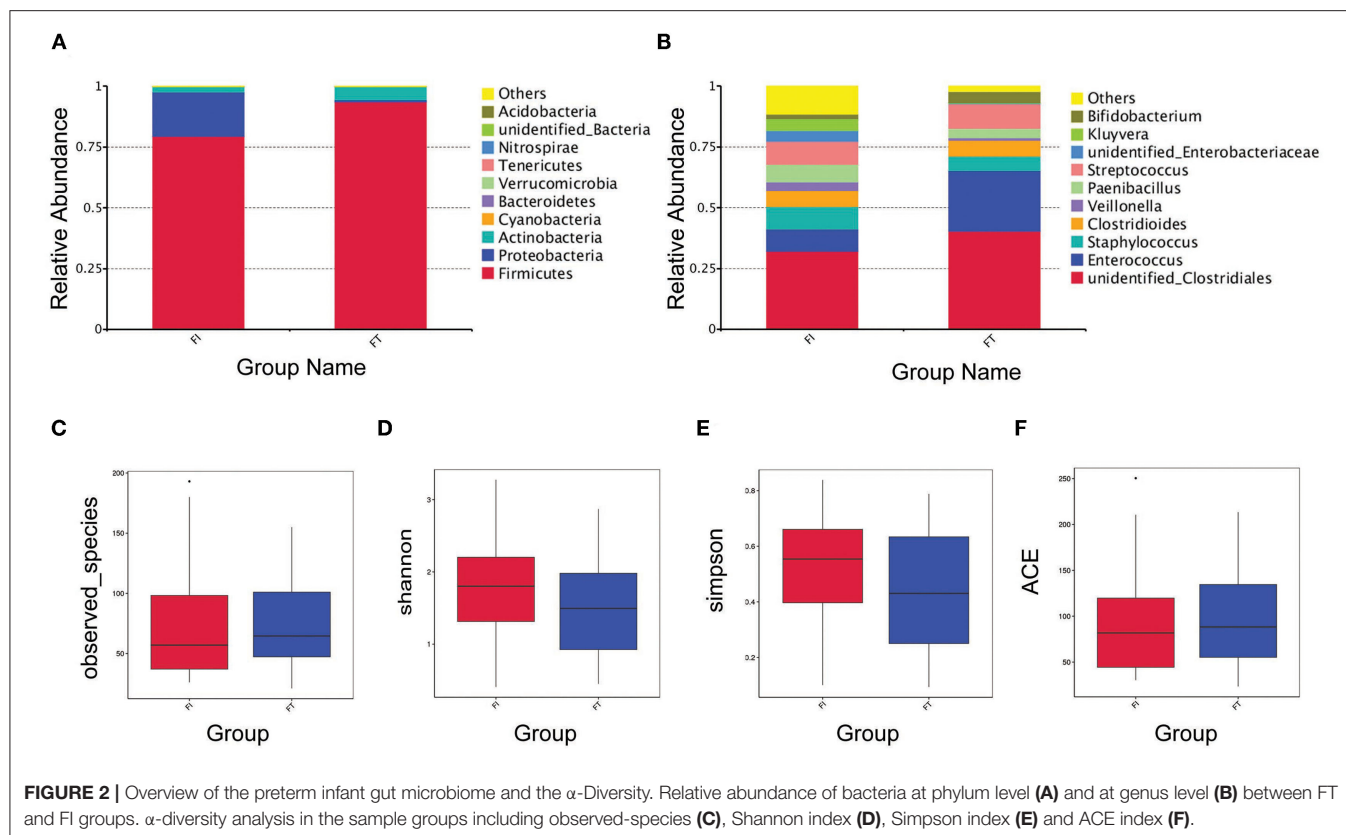 A
Relative Abundance
1
0.75
0.5
0.25
0
FI
FT
Group Name
Others
Acidobacteria
unidentified_Bacteria
Nitrospirae
Tenericutes
Verrucomicrobia
Bacteroidetes
Cyanobacteria
Actinobacteria
Proteobacteria
Firmicutes
B
Relative Abundance
1
0.75
0.5
0.25
0
FI
FT
Group Name
Others
Bifidobacterium
Kluyvera
unidentified_Enterobacteriaceae
Streptococcus
Paenibacillus
Veillonella
Clostridioides
Staphylococcus
Enterococcus
unidentified_Clostridiales
C
observed_species
200
150
100
50
FI
FT
Group
D
shannon
3
2
1
FI
FT
Group
E
simpson
0.8
0.6
0.4
0.2
FI
FT
Group
F
ACE
250
200
150
100
50
FI
FT
Group
FIGURE 2 | Overview of the preterm infant gut microbiome and the α-Diversity. Relative abundance of bacteria at phylum level (A) and at genus level (B) between FT
and FI groups. α-diversity analysis in the sample groups including observed-species (C), Shannon index (D), Simpson index (E) and ACE index (F).